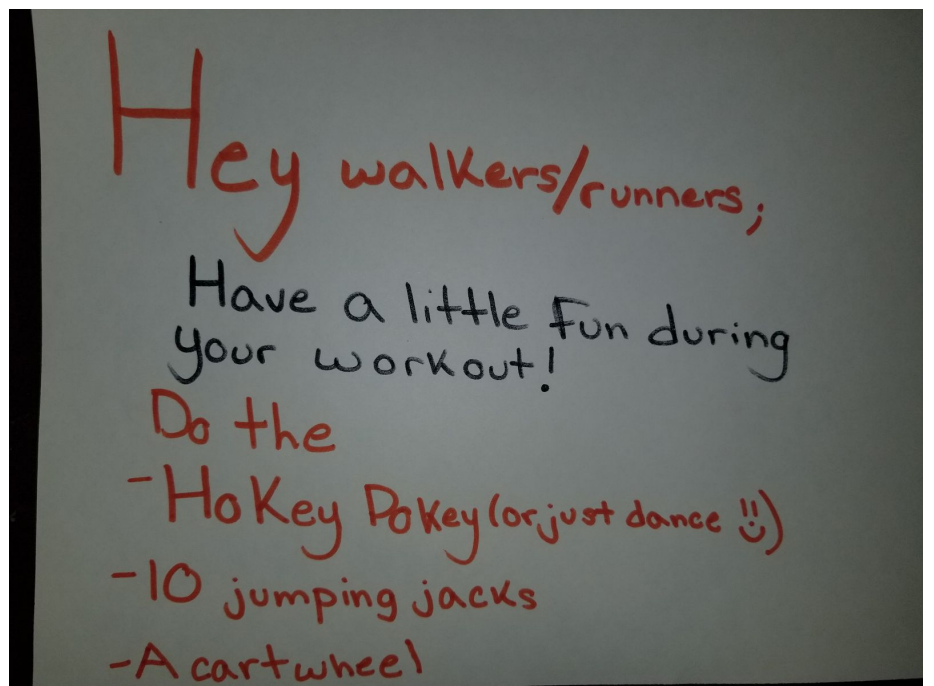 Hey walkers/runners;
Have a little fun during
your workout!
Do the
- Hokey Pokey (or just dance !!)
- 10 jumping jacks
- A cartwheel